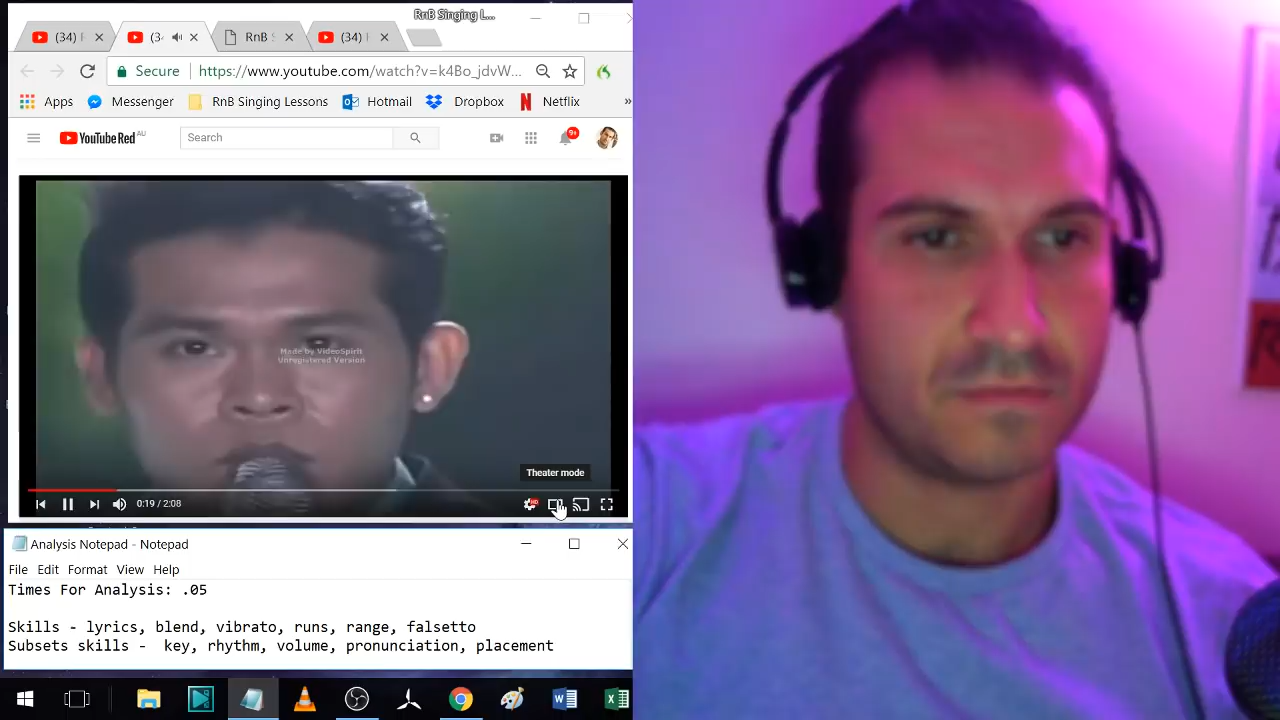 RnB Singing L...
(34)
(3
RnB S
(34)
Secure
https://www.youtube.com/watch?v=k4Bo_jdvW...
Apps
Messenger
RnB Singing Lessons
Hotmail
Dropbox
Netflix
»
YouTube Red AU
Search
9+
Made by VideoSpirit
Unregistered Version
Theater mode
0:19 / 2:08
HD
Analysis Notepad - Notepad
File Edit Format View Help
Times For Analysis: .05
Skills - lyrics, blend, vibrato, runs, range, falsetto
Subsets skills - key, rhythm, volume, pronunciation, placement